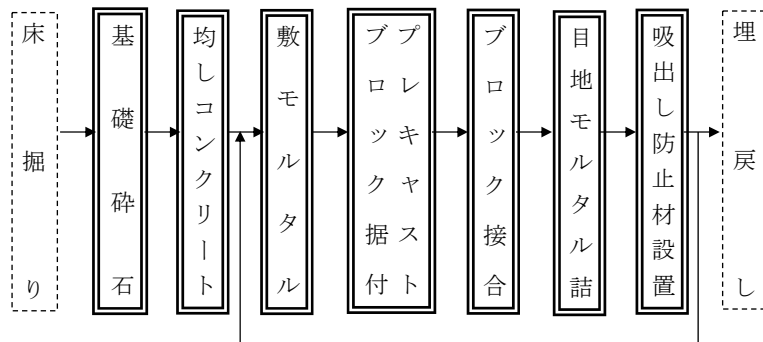 床掘り
基礎砕石
均しコンクリート
敷モルタル
プレキャスト
ブロック据付
ブロック接合
目地モルタル詰
吸出し防止材設置
埋戻し